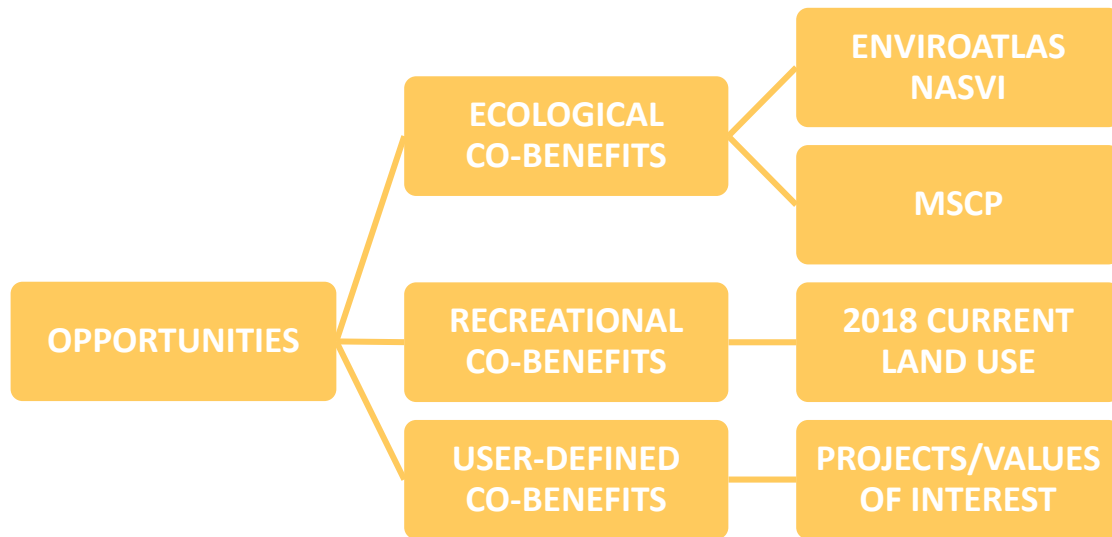 OPPORTUNITIES
ECOLOGICAL
CO-BENEFITS
ENVIROATLAS
NASVI
MSCP
RECREATIONAL
CO-BENEFITS
2018 CURRENT
LAND USE
USER-DEFINED
CO-BENEFITS
PROJECTS/VALUES
OF INTEREST